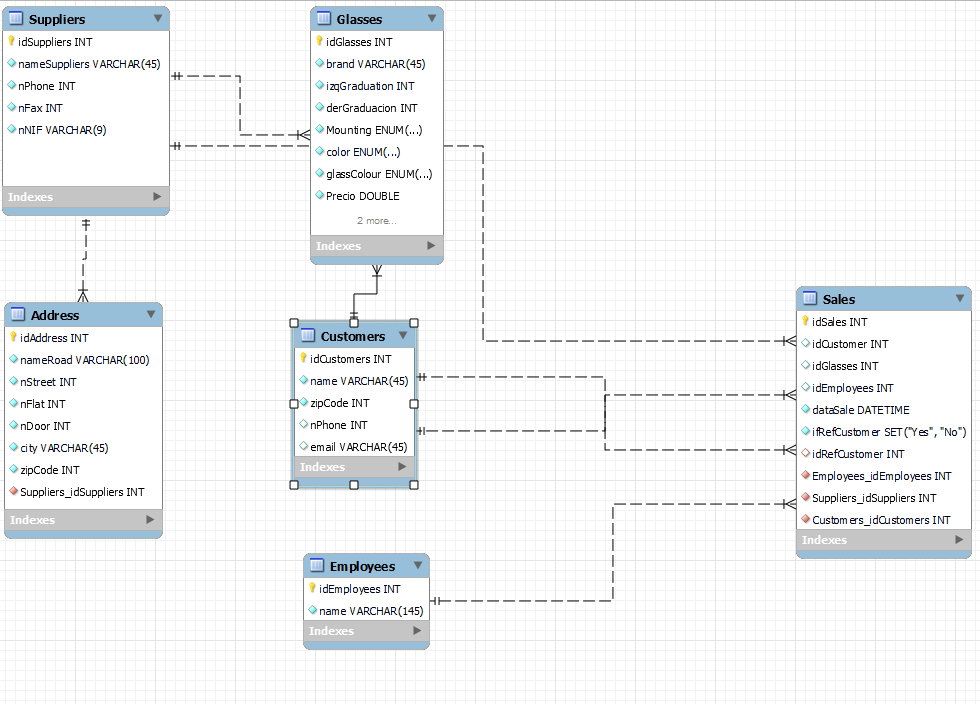 Suppliers
idSuppliers INT
nameSuppliers VARCHAR(45)
nPhone INT
nFax INT
nNIF VARCHAR(9)
Indexes
Glasses
idGlasses INT
brand VARCHAR(45)
izqGraduation INT
derGraduacion INT
Mounting ENUM(...)
color ENUM(...)
glassColour ENUM(...)
Precio DOUBLE
2 more...
Indexes
Address
idAddress INT
nameRoad VARCHAR(100)
nStreet INT
nFlat INT
nDoor INT
city VARCHAR(45)
zipCode INT
Suppliers_idSuppliers INT
Indexes
Customers
idCustomers INT
name VARCHAR(45)
zipCode INT
nPhone INT
email VARCHAR(45)
Indexes
Sales
idSales INT
idCustomer INT
idGlasses INT
idEmployees INT
dataSale DATETIME
ifRefCustomer SET("Yes", "No")
idRefCustomer INT
Employees_idEmployees INT
Suppliers_idSuppliers INT
Customers_idCustomers INT
Indexes
Employees
idEmployees INT
name VARCHAR(145)
Indexes